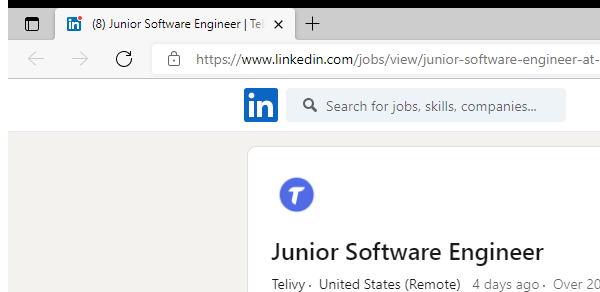 (8) Junior Software Engineer | Teli
https://www.linkedin.com/jobs/view/junior-software-engineer-at-
in
Search for jobs, skills, companies...
T
Junior Software Engineer
Telivy · United States (Remote) 4 days ago · Over 20